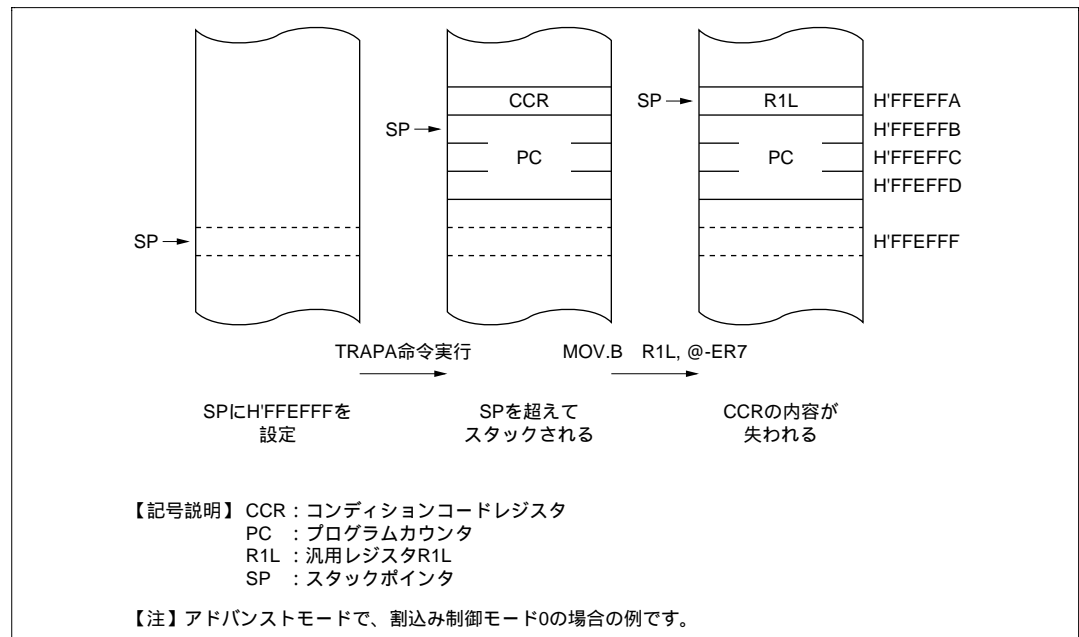 CCR
SP
R1L
H'FFEFFA
SP
H'FFEFFB
PC
PC
H'FFEFFC
H'FFEFFD
SP
H'FFEFFF
TRAPA命令実行
MOV.B R1L, @-ER7
SPにH'FFEFFFを
設定
SPを超えて
スタックされる
CCRの内容が
失われる
【記号説明】 CCR：コンディションコードレジスタ
PC ：プログラムカウンタ
R1L ：汎用レジスタR1L
SP ：スタックポインタ
【注】アドバンストモードで、割込み制御モード0の場合の例です。